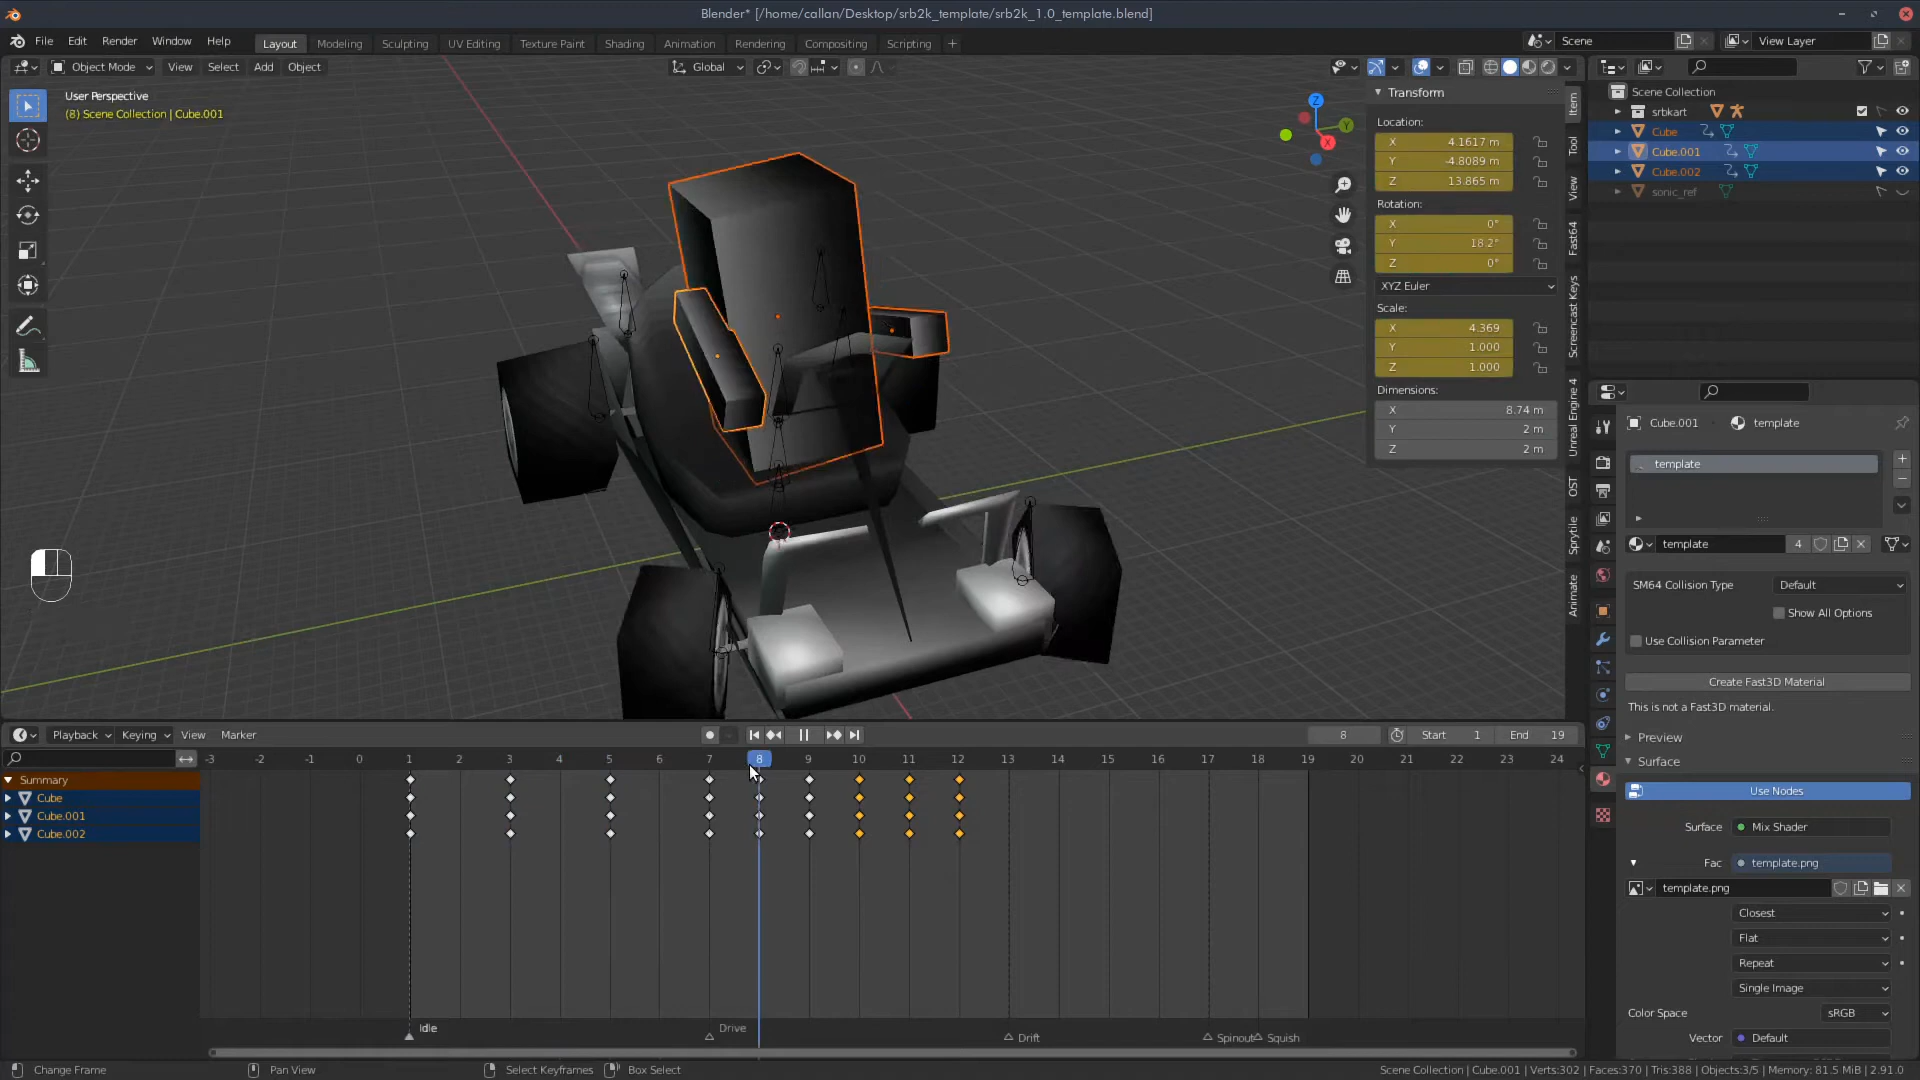 Blender* [/home/callan/Desktop/srb2k_template/srb2k_1.0_template.blend]
File Edit Render Window Help
Layout Modeling Sculpting UV Editing Texture Paint Shading Animation Rendering Compositing Scripting +
Scene
View Layer
Object Mode View Select Add Object
Global
User Perspective
(8) Scene Collection | Cube.001
Z
Y
X
Transform
Location:
X 4.1617 m
Y -4.8089 m
Z 13.865 m
Rotation:
X 0°
Y 18.2°
Z 0°
XYZ Euler
Scale:
X 4.369
Y 1.000
Z 1.000
Dimensions:
X 8.74 m
Y 2 m
Z 2 m
Item
Tool
View
Fast64
Screencast Keys
Unreal Engine 4
OST
Sprytile
Animate
Scene Collection
srbkart
Cube
Cube.001
Cube.002
sonic_ref
Cube.001 template
template
template 4
SM64 Collision Type Default
Show All Options
Use Collision Parameter
Create Fast3D Material
This is not a Fast3D material.
Preview
Surface
Use Nodes
Surface Mix Shader
Fac template.png
template.png
Closest
Flat
Repeat
Single Image
Color Space sRGB
Vector Default
Playback Keying View Marker
8 Start 1 End 19
-3 -2 -1 0 1 2 3 4 5 6 7 8 9 10 11 12 13 14 15 16 17 18 19 20 21 22 23 24
Summary
Cube
Cube.001
Cube.002
Idle Drive Drift Spinout Squish
Change Frame Pan View Select Keyframes Box Select
Scene Collection | Cube.001 | Verts:302 | Faces:370 | Tris:388 | Objects:3/5 | Memory: 81.5 MiB | 2.91.0